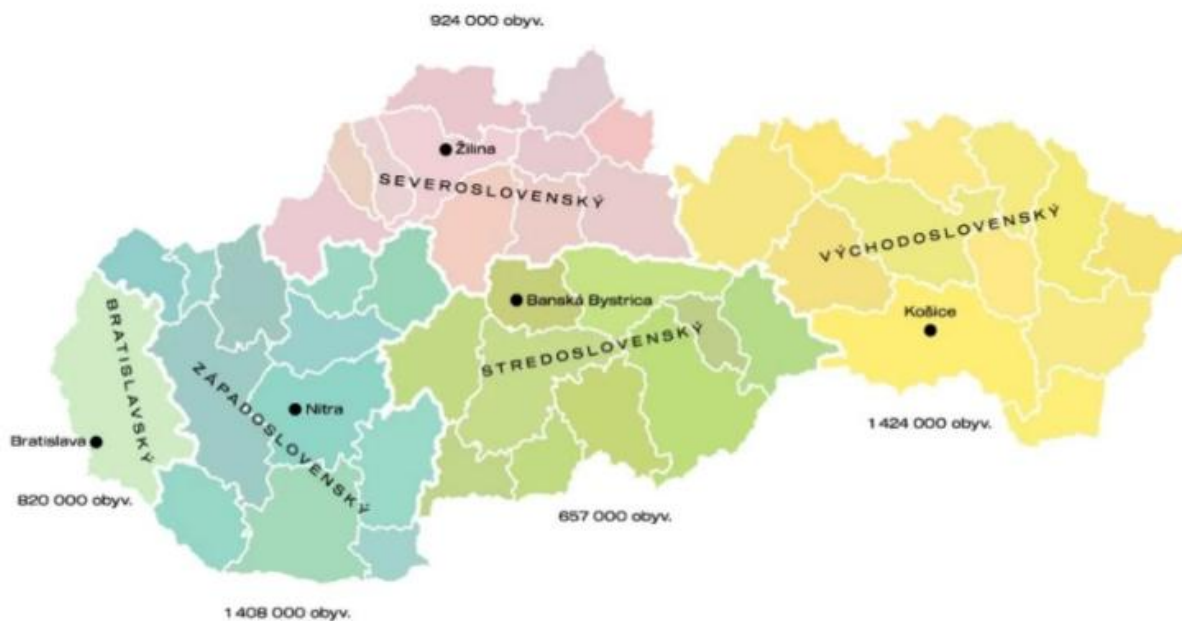 924 000 obyv.
Žilina
SEVEROSLOVENSKÝ
VÝCHODOSLOVENSKÝ
BRATISLAVSKÝ
Banská Bystrica
Košice
STREDOSLOVENSKÝ
ZÁPADOSLOVENSKÝ
Nitra
Bratislava
1 424 000 obyv.
820 000 obyv.
657 000 obyv.
1 408 000 obyv.